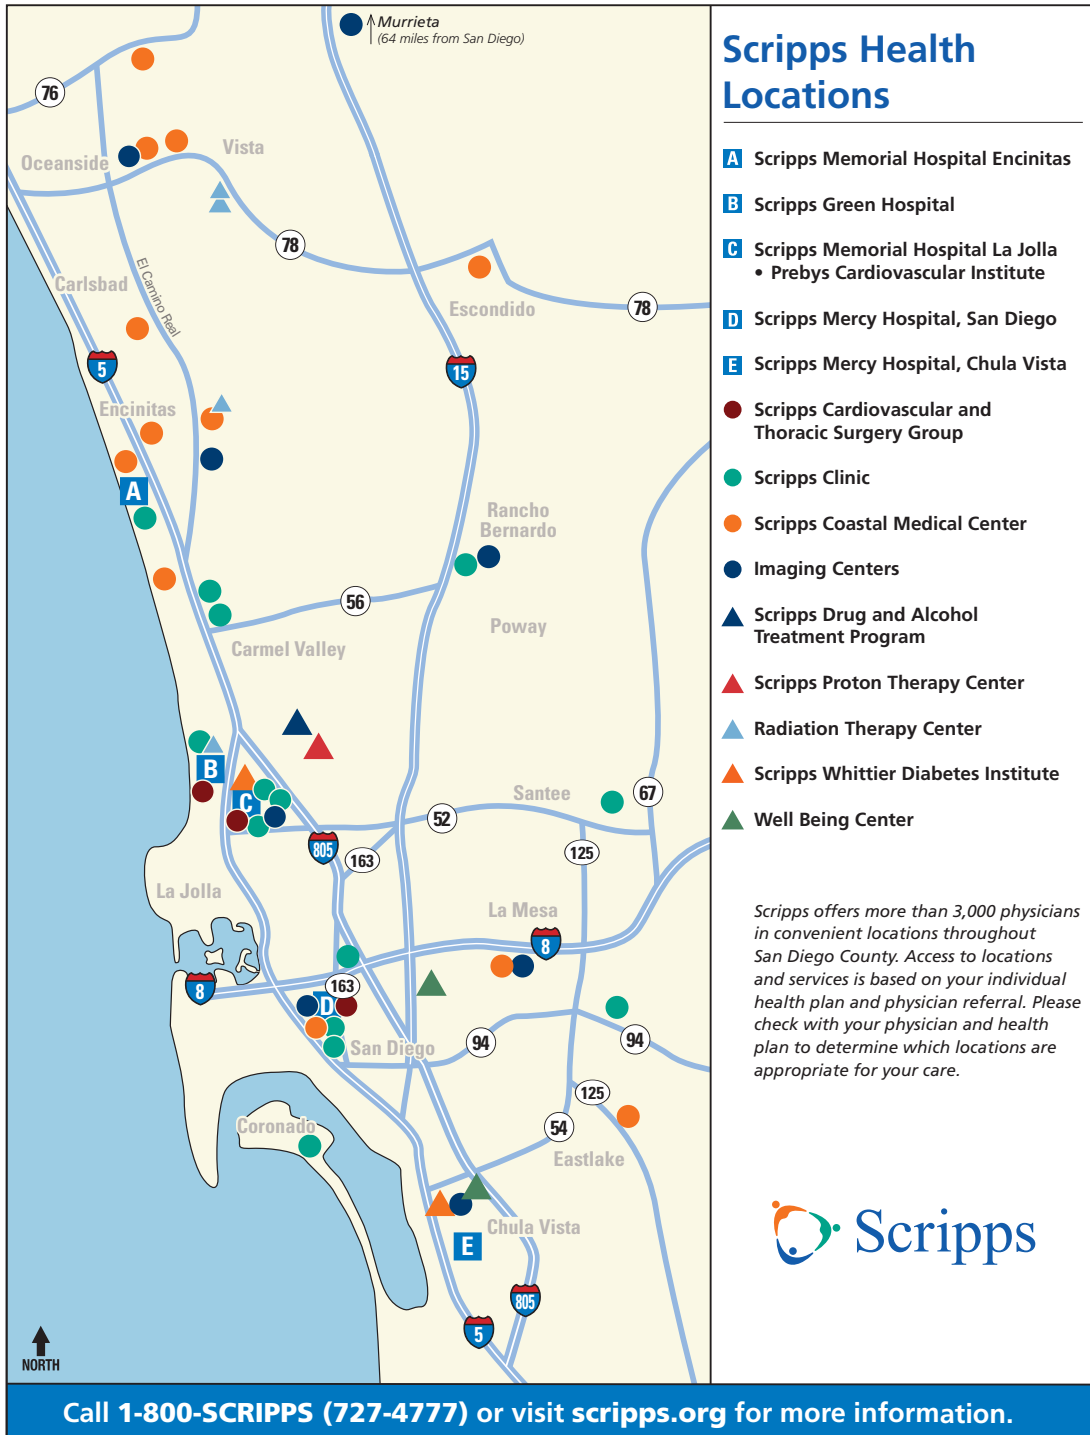 Murrieta
(64 miles from San Diego)
76
Oceanside
Vista
78
Carlsbad
El Camino Real
Escondido
78
5
15
Encinitas
A
Rancho
Bernardo
56
Poway
Carmel Valley
B
C
Santee
67
52
805
163
125
La Jolla
La Mesa
8
8
163
D
San Diego
94
94
125
Coronado
54
Eastlake
Chula Vista
E
805
5
NORTH
Scripps Health
Locations
A Scripps Memorial Hospital Encinitas
B Scripps Green Hospital
C Scripps Memorial Hospital La Jolla
• Prebys Cardiovascular Institute
D Scripps Mercy Hospital, San Diego
E Scripps Mercy Hospital, Chula Vista
Scripps Cardiovascular and
Thoracic Surgery Group
Scripps Clinic
Scripps Coastal Medical Center
Imaging Centers
Scripps Drug and Alcohol
Treatment Program
Scripps Proton Therapy Center
Radiation Therapy Center
Scripps Whittier Diabetes Institute
Well Being Center
Scripps offers more than 3,000 physicians
in convenient locations throughout
San Diego County. Access to locations
and services is based on your individual
health plan and physician referral. Please
check with your physician and health
plan to determine which locations are
appropriate for your care.
Scripps
Call 1-800-SCRIPPS (727-4777) or visit scripps.org for more information.